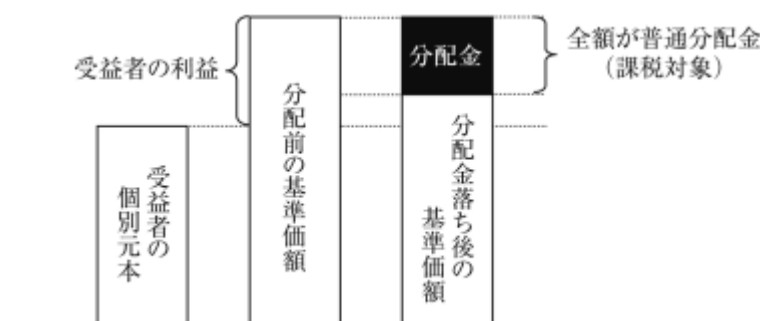 受益者の利益
分配金
全額が普通分配金
（課税対象）
受益者の
個別元本
分配前の基準価額
分配金落ち後の
基準価額